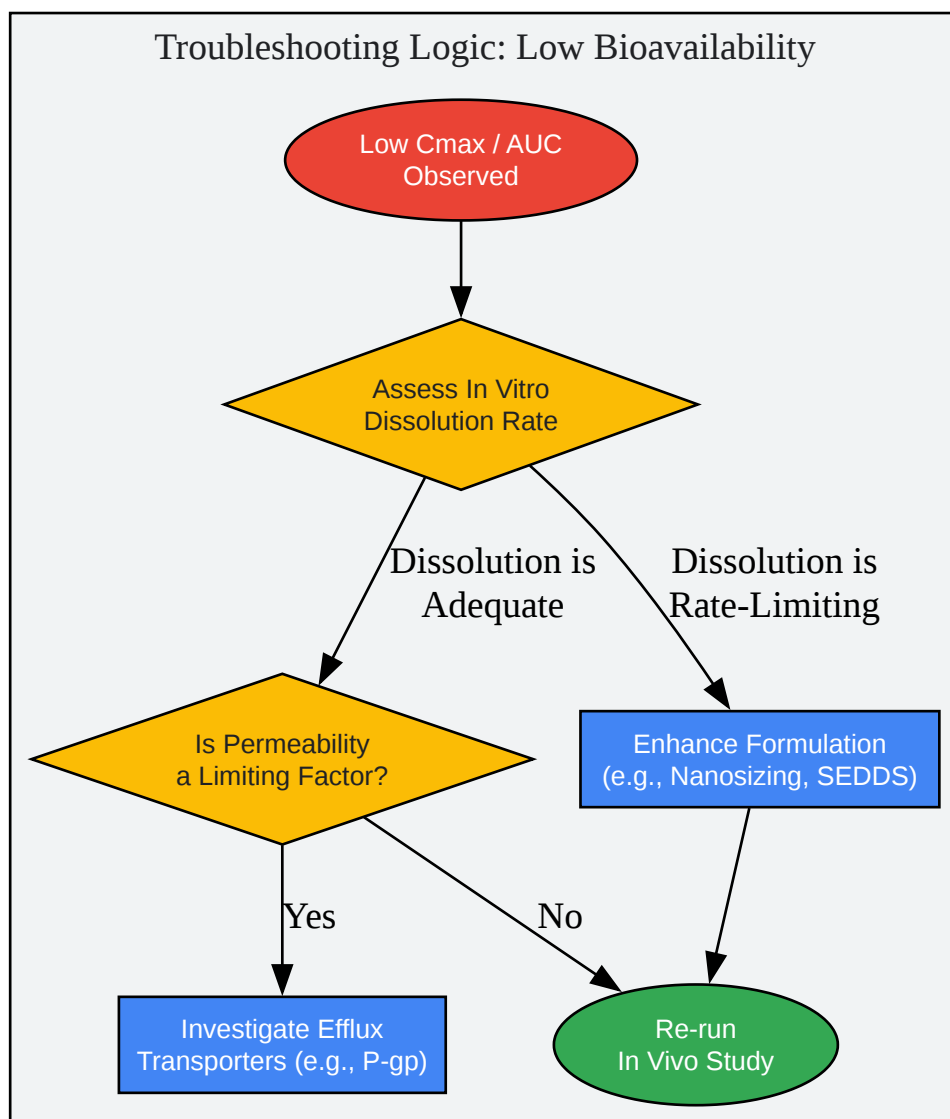 Troubleshooting Logic: Low Bioavailability
Low Cmax / AUC
Observed
Assess In Vitro
Dissolution Rate
Dissolution is
Adequate
Dissolution is
Rate-Limiting
Is Permeability
a Limiting Factor?
Enhance Formulation
(e.g., Nanosizing, SEDDS)
Yes
No
Investigate Efflux
Transporters (e.g., P-gp)
Re-run
In Vivo Study